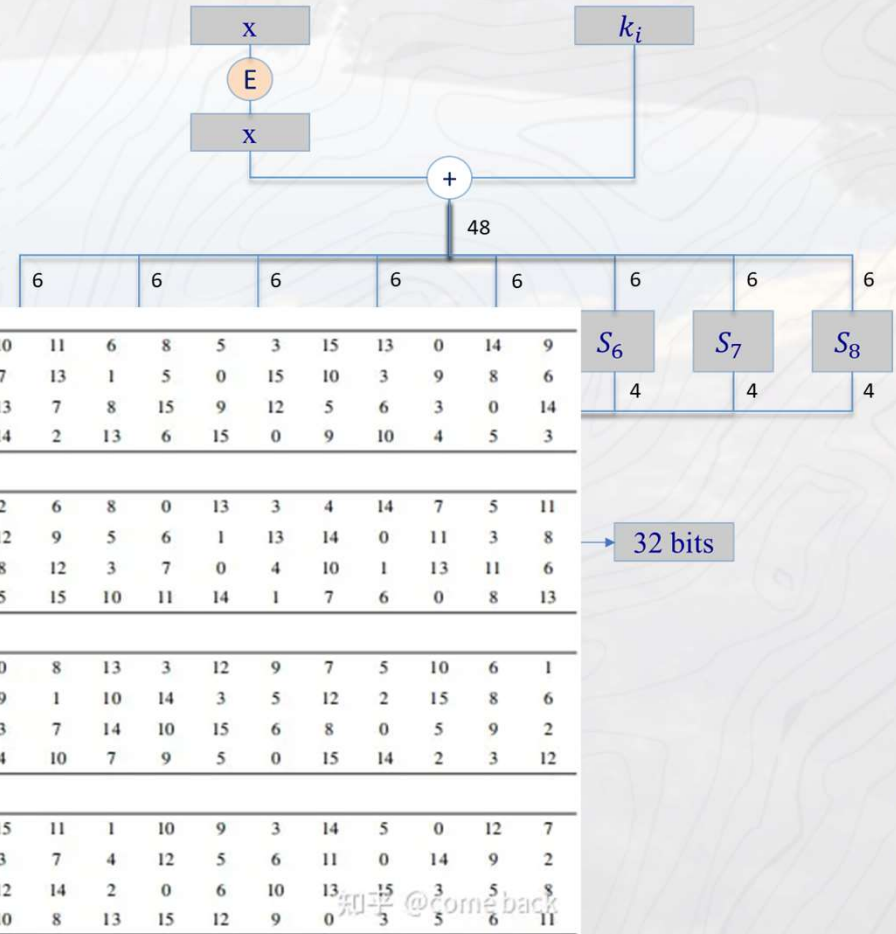 x kᵢ
E
x
+
48
6 6 6 6 6 6 6 6
S₆ S₇ S₈
4 4 4
11 6 8 5 3 15 13 0 14 9
13 1 5 0 15 10 3 9 8 6
7 8 15 9 12 5 6 3 0 14
2 13 6 15 0 9 10 4 5 3
6 8 0 13 3 4 14 7 5 11
9 5 6 1 13 14 0 11 3 8
12 3 7 0 4 10 1 13 11 6
15 10 11 14 1 7 6 0 8 13
32 bits
8 13 3 12 9 7 5 10 6 1
1 10 14 3 5 12 2 15 8 6
7 14 10 15 6 8 0 5 9 2
10 7 9 5 0 15 14 2 3 12
11 1 10 9 3 14 5 0 12 7
7 4 12 5 6 11 0 14 9 2
14 2 0 6 10 13 15 3 5 8
8 13 15 12 9 0 3 5 6 11
知乎 @come back